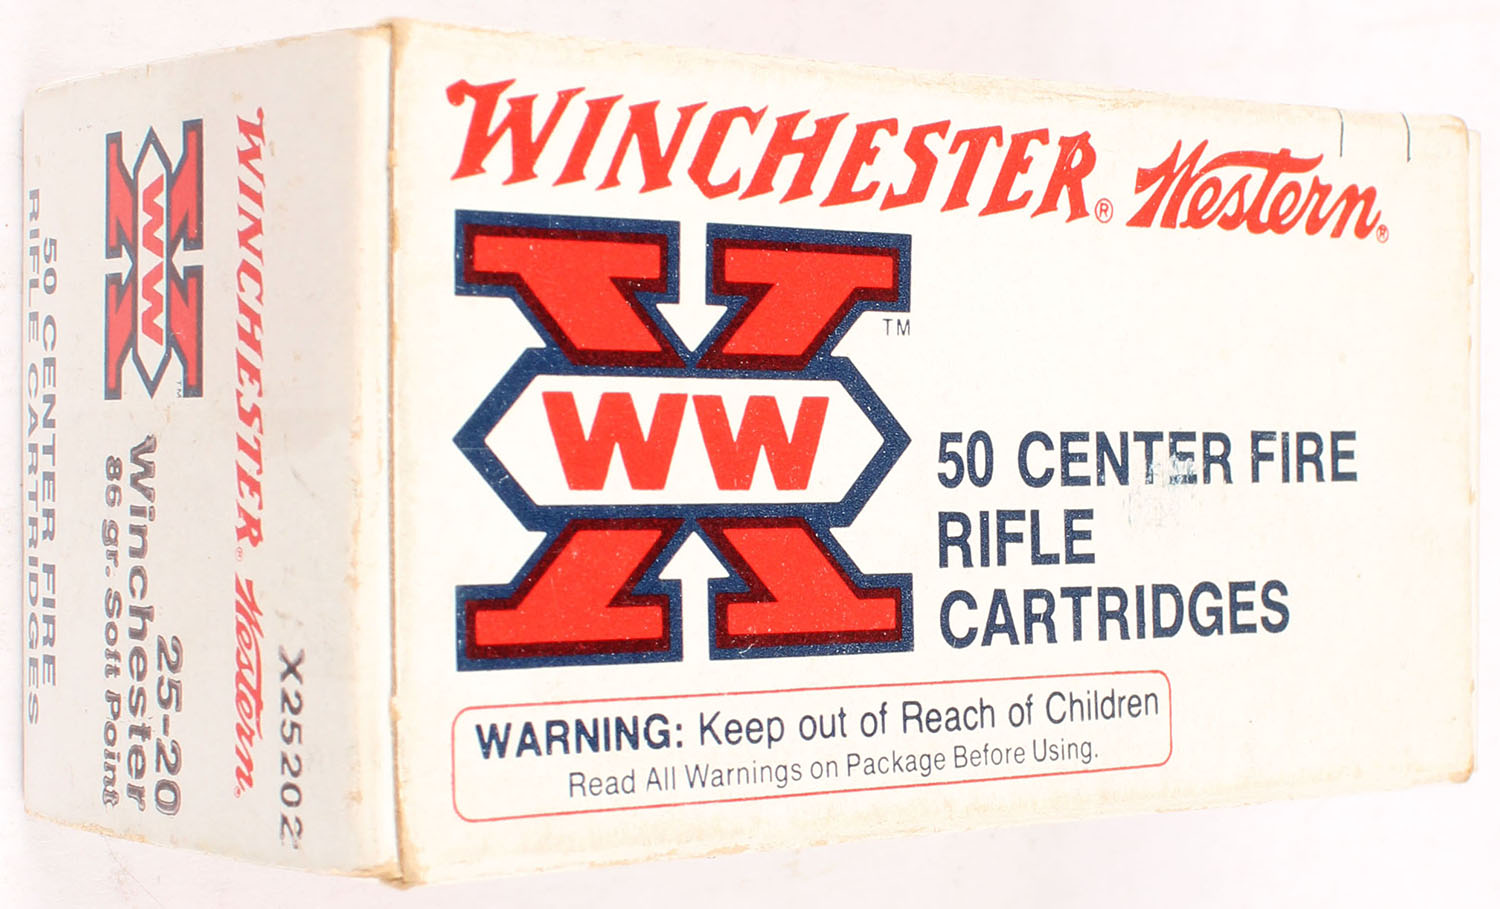 WINCHESTER® Western®
WW
TM
50 CENTER FIRE
RIFLE
CARTRIDGES
WARNING: Keep out of Reach of Children
Read All Warnings on Package Before Using.
X25202
WINCHESTER® Western®
WW
TM
25-20
Winchester
86 gr. Soft Point
50 CENTER FIRE
RIFLE CARTRIDGES